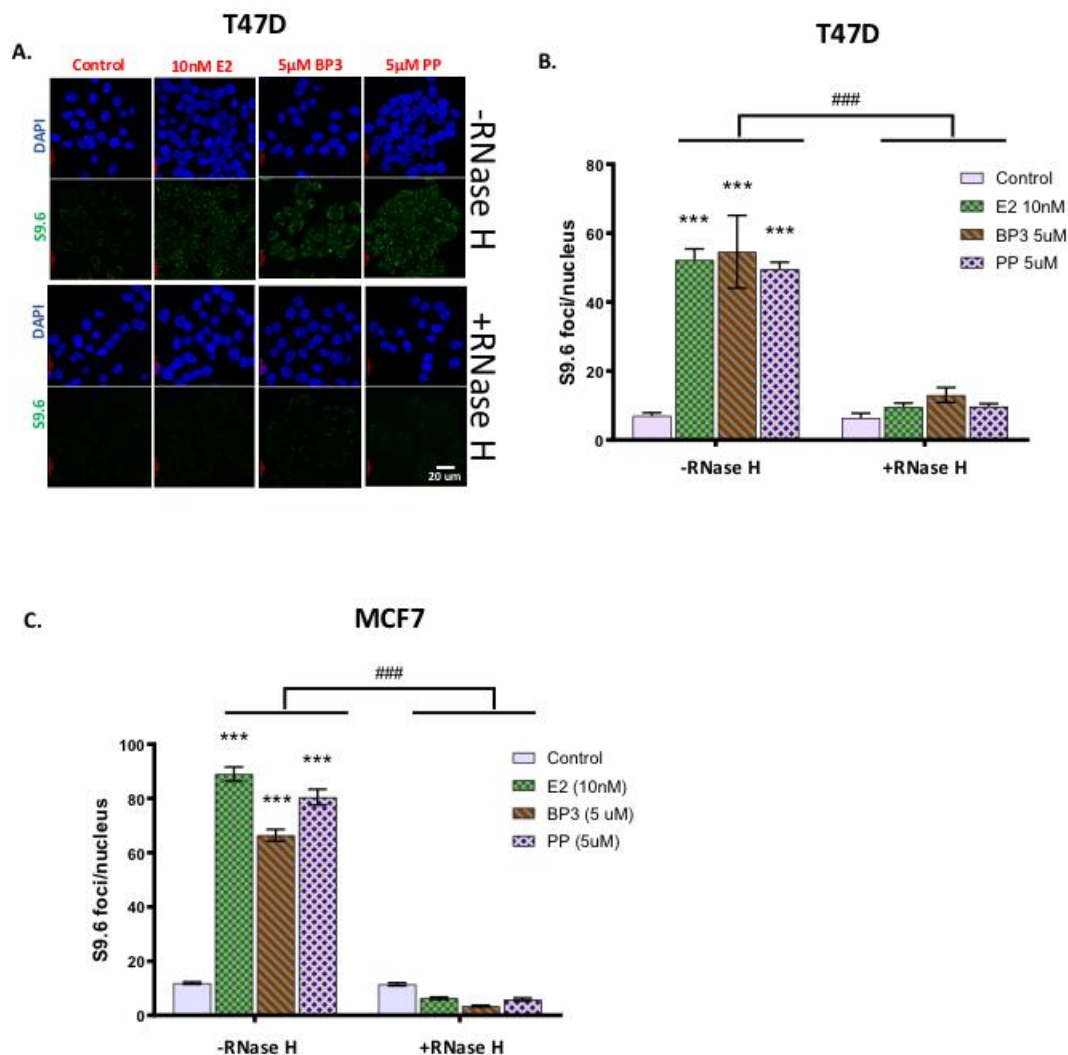 T47D
A.
Control 10nM E2 5µM BP3 5µM PP
DAPI
S9.6
-RNase H
DAPI
S9.6
+RNase H
20 um
T47D
B.
###
80
60
40
20
0
S9.6 foci/nucleus
***
***
***
Control
E2 10nM
BP3 5uM
PP 5uM
-RNase H +RNase H
C.
MCF7
###
100
80
60
40
20
0
S9.6 foci/nucleus
***
***
***
Control
E2 (10nM)
BP3 (5 uM)
PP (5uM)
-RNase H +RNase H